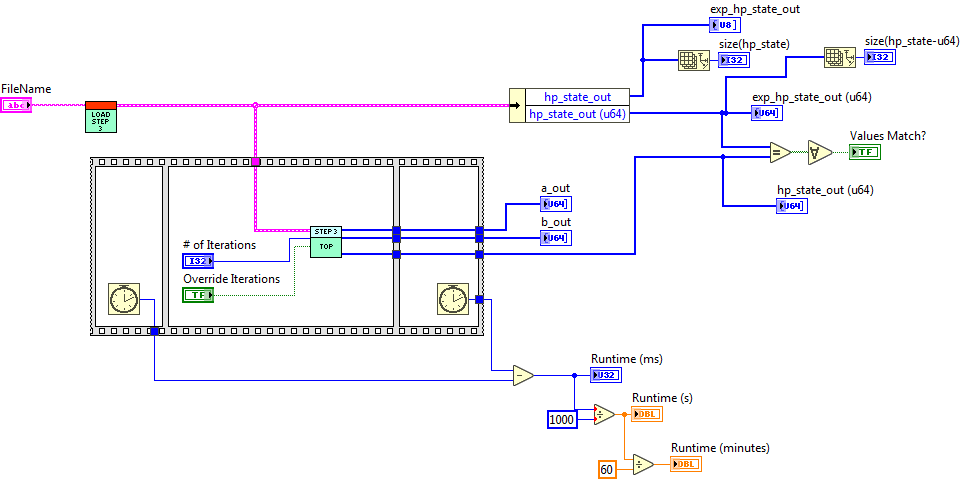 exp_hp_state_out
U8]
size(hp_state)
I32
size(hp_state-u64)
I32
FileName
abc
LOAD
STEP
3
hp_state_out
hp_state_out (u64)
exp_hp_state_out (u64)
U64]
Values Match?
TF
=
∀
hp_state_out (u64)
U64]
a_out
U64]
b_out
U64]
STEP 3
TOP
# of Iterations
I32
Override Iterations
TF
Runtime (ms)
U32
-
Runtime (s)
DBL
1000
÷
Runtime (minutes)
DBL
60
÷